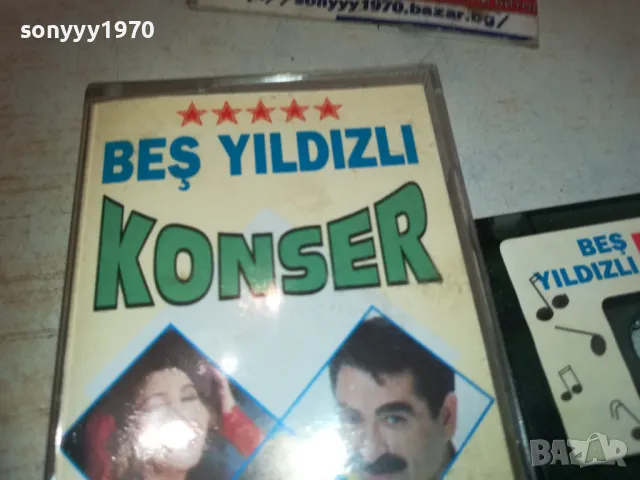 sonyyy1970
sonyyy1970.bazar.bg/
BEŞ YILDIZLI
KONSER
BEŞ
YILDIZLI
BAZAR